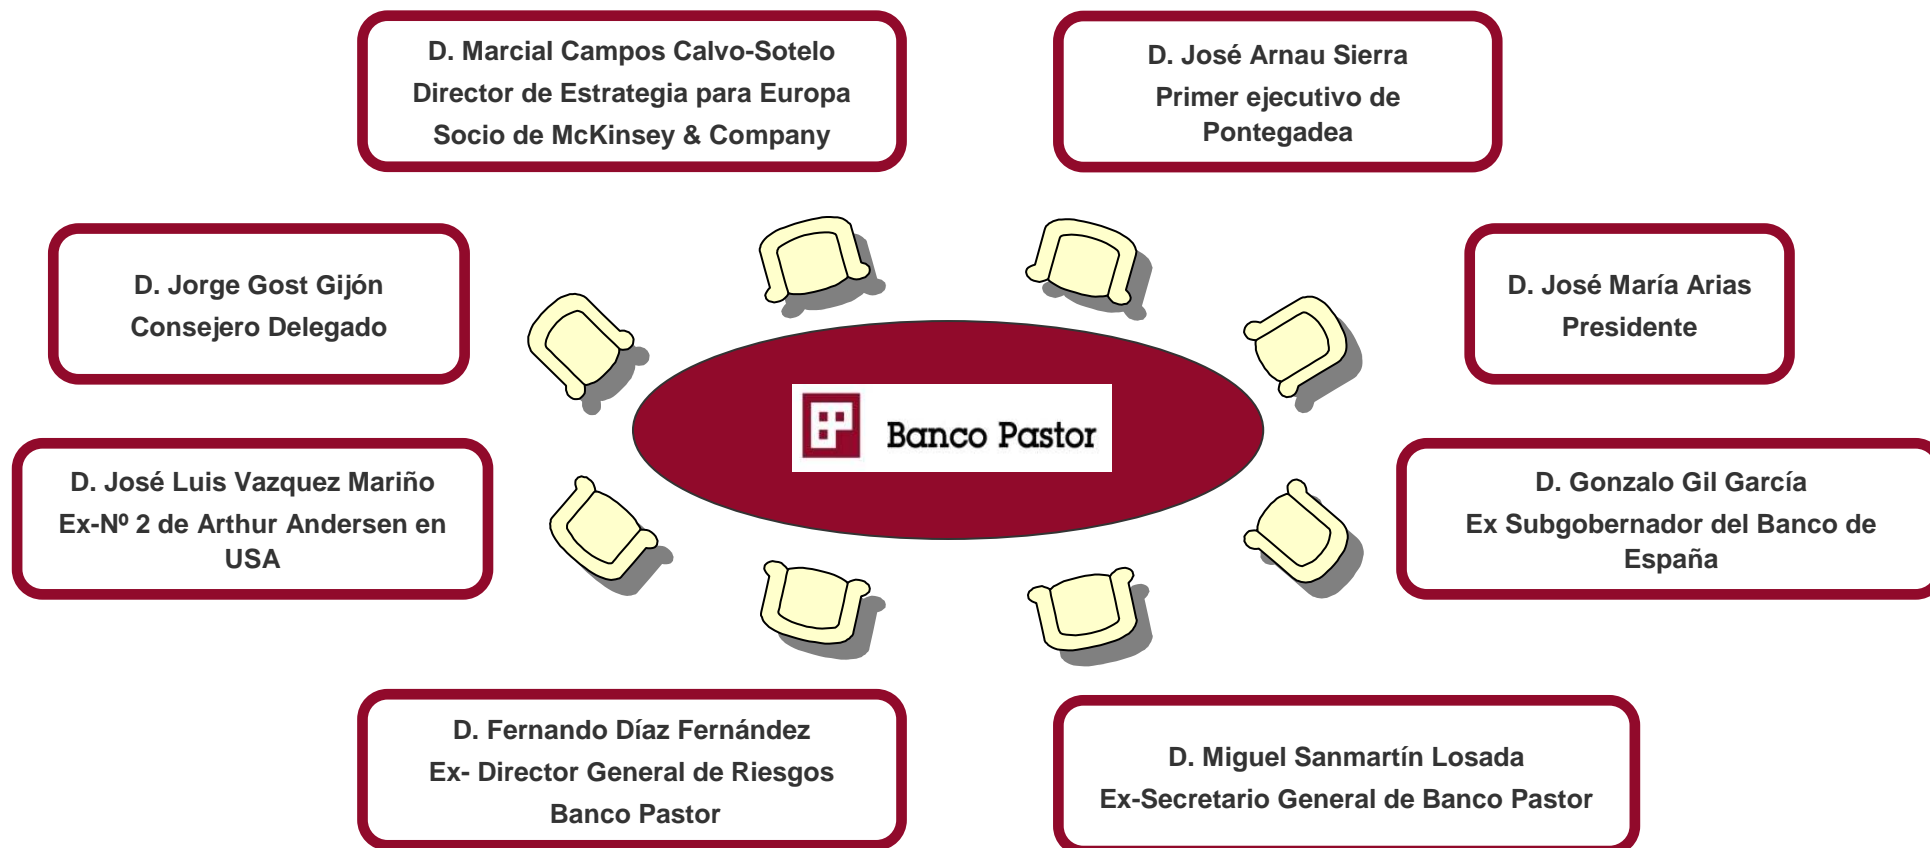 D. Marcial Campos Calvo-Sotelo
Director de Estrategia para Europa
Socio de McKinsey & Company
D. José Arnau Sierra
Primer ejecutivo de
Pontegadea
D. Jorge Gost Gijón
Consejero Delegado
D. José María Arias
Presidente
Banco Pastor
D. José Luis Vazquez Mariño
Ex-Nº 2 de Arthur Andersen en
USA
D. Gonzalo Gil García
Ex Subgobernador del Banco de
España
D. Fernando Díaz Fernández
Ex- Director General de Riesgos
Banco Pastor
D. Miguel Sanmartín Losada
Ex-Secretario General de Banco Pastor